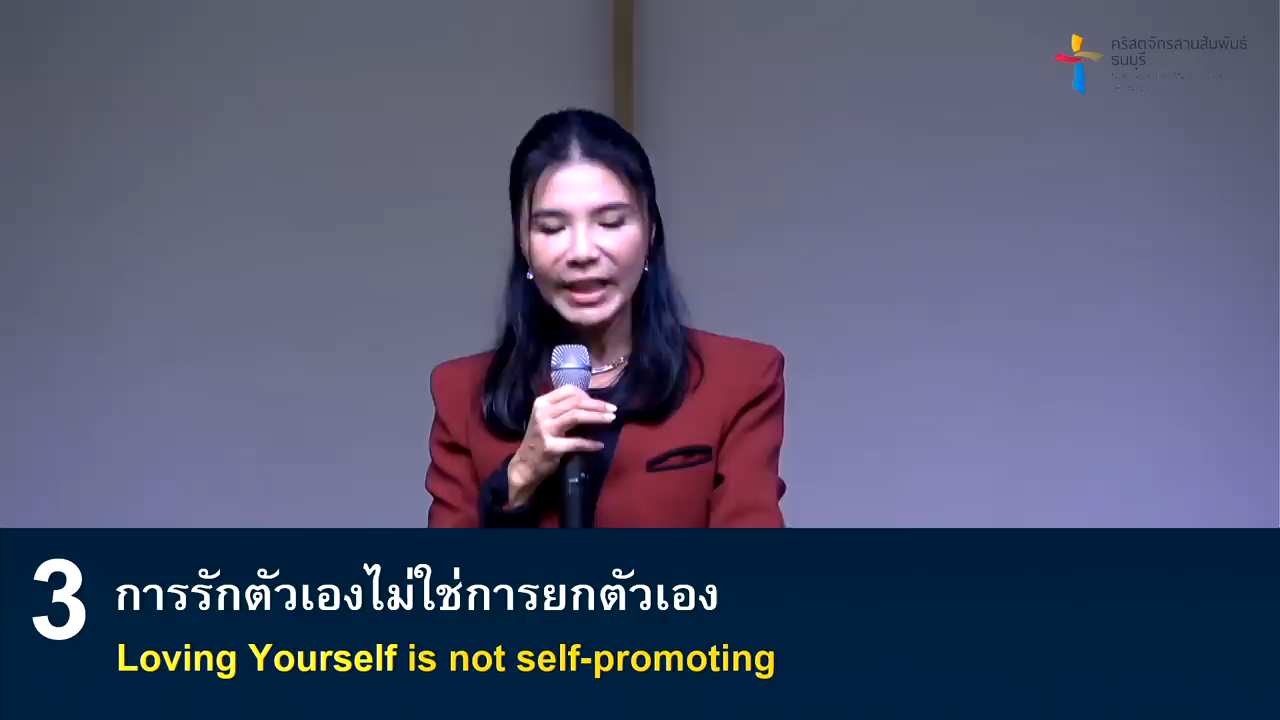 คริสตจักรสานสัมพันธ์
ธนบุรี
3
การรักตัวเองไม่ใช่การยกตัวเอง
Loving Yourself is not self-promoting